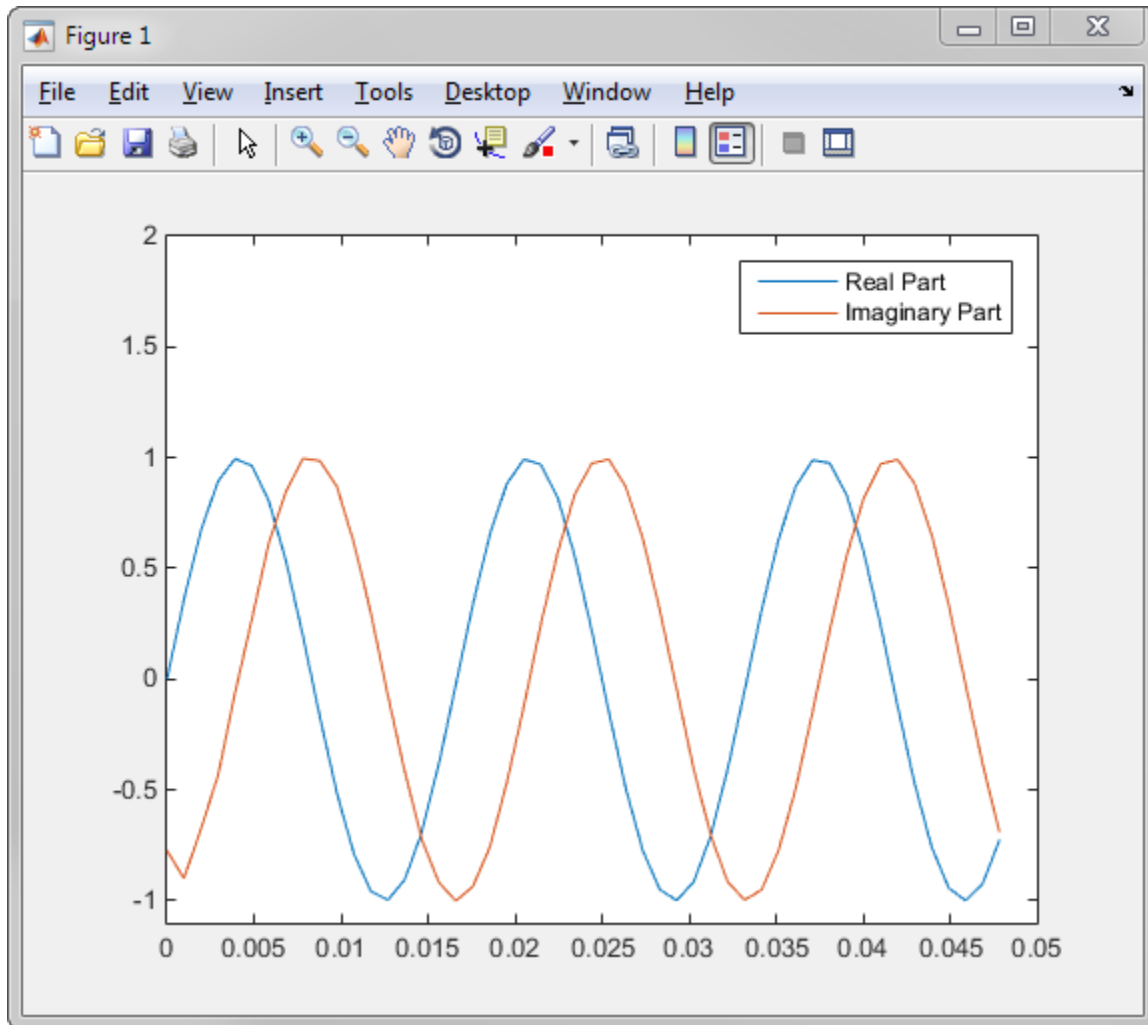 Figure 1
File Edit View Insert Tools Desktop Window Help
2
1.5
1
0.5
0
-0.5
-1
Real Part
Imaginary Part
0 0.005 0.01 0.015 0.02 0.025 0.03 0.035 0.04 0.045 0.05